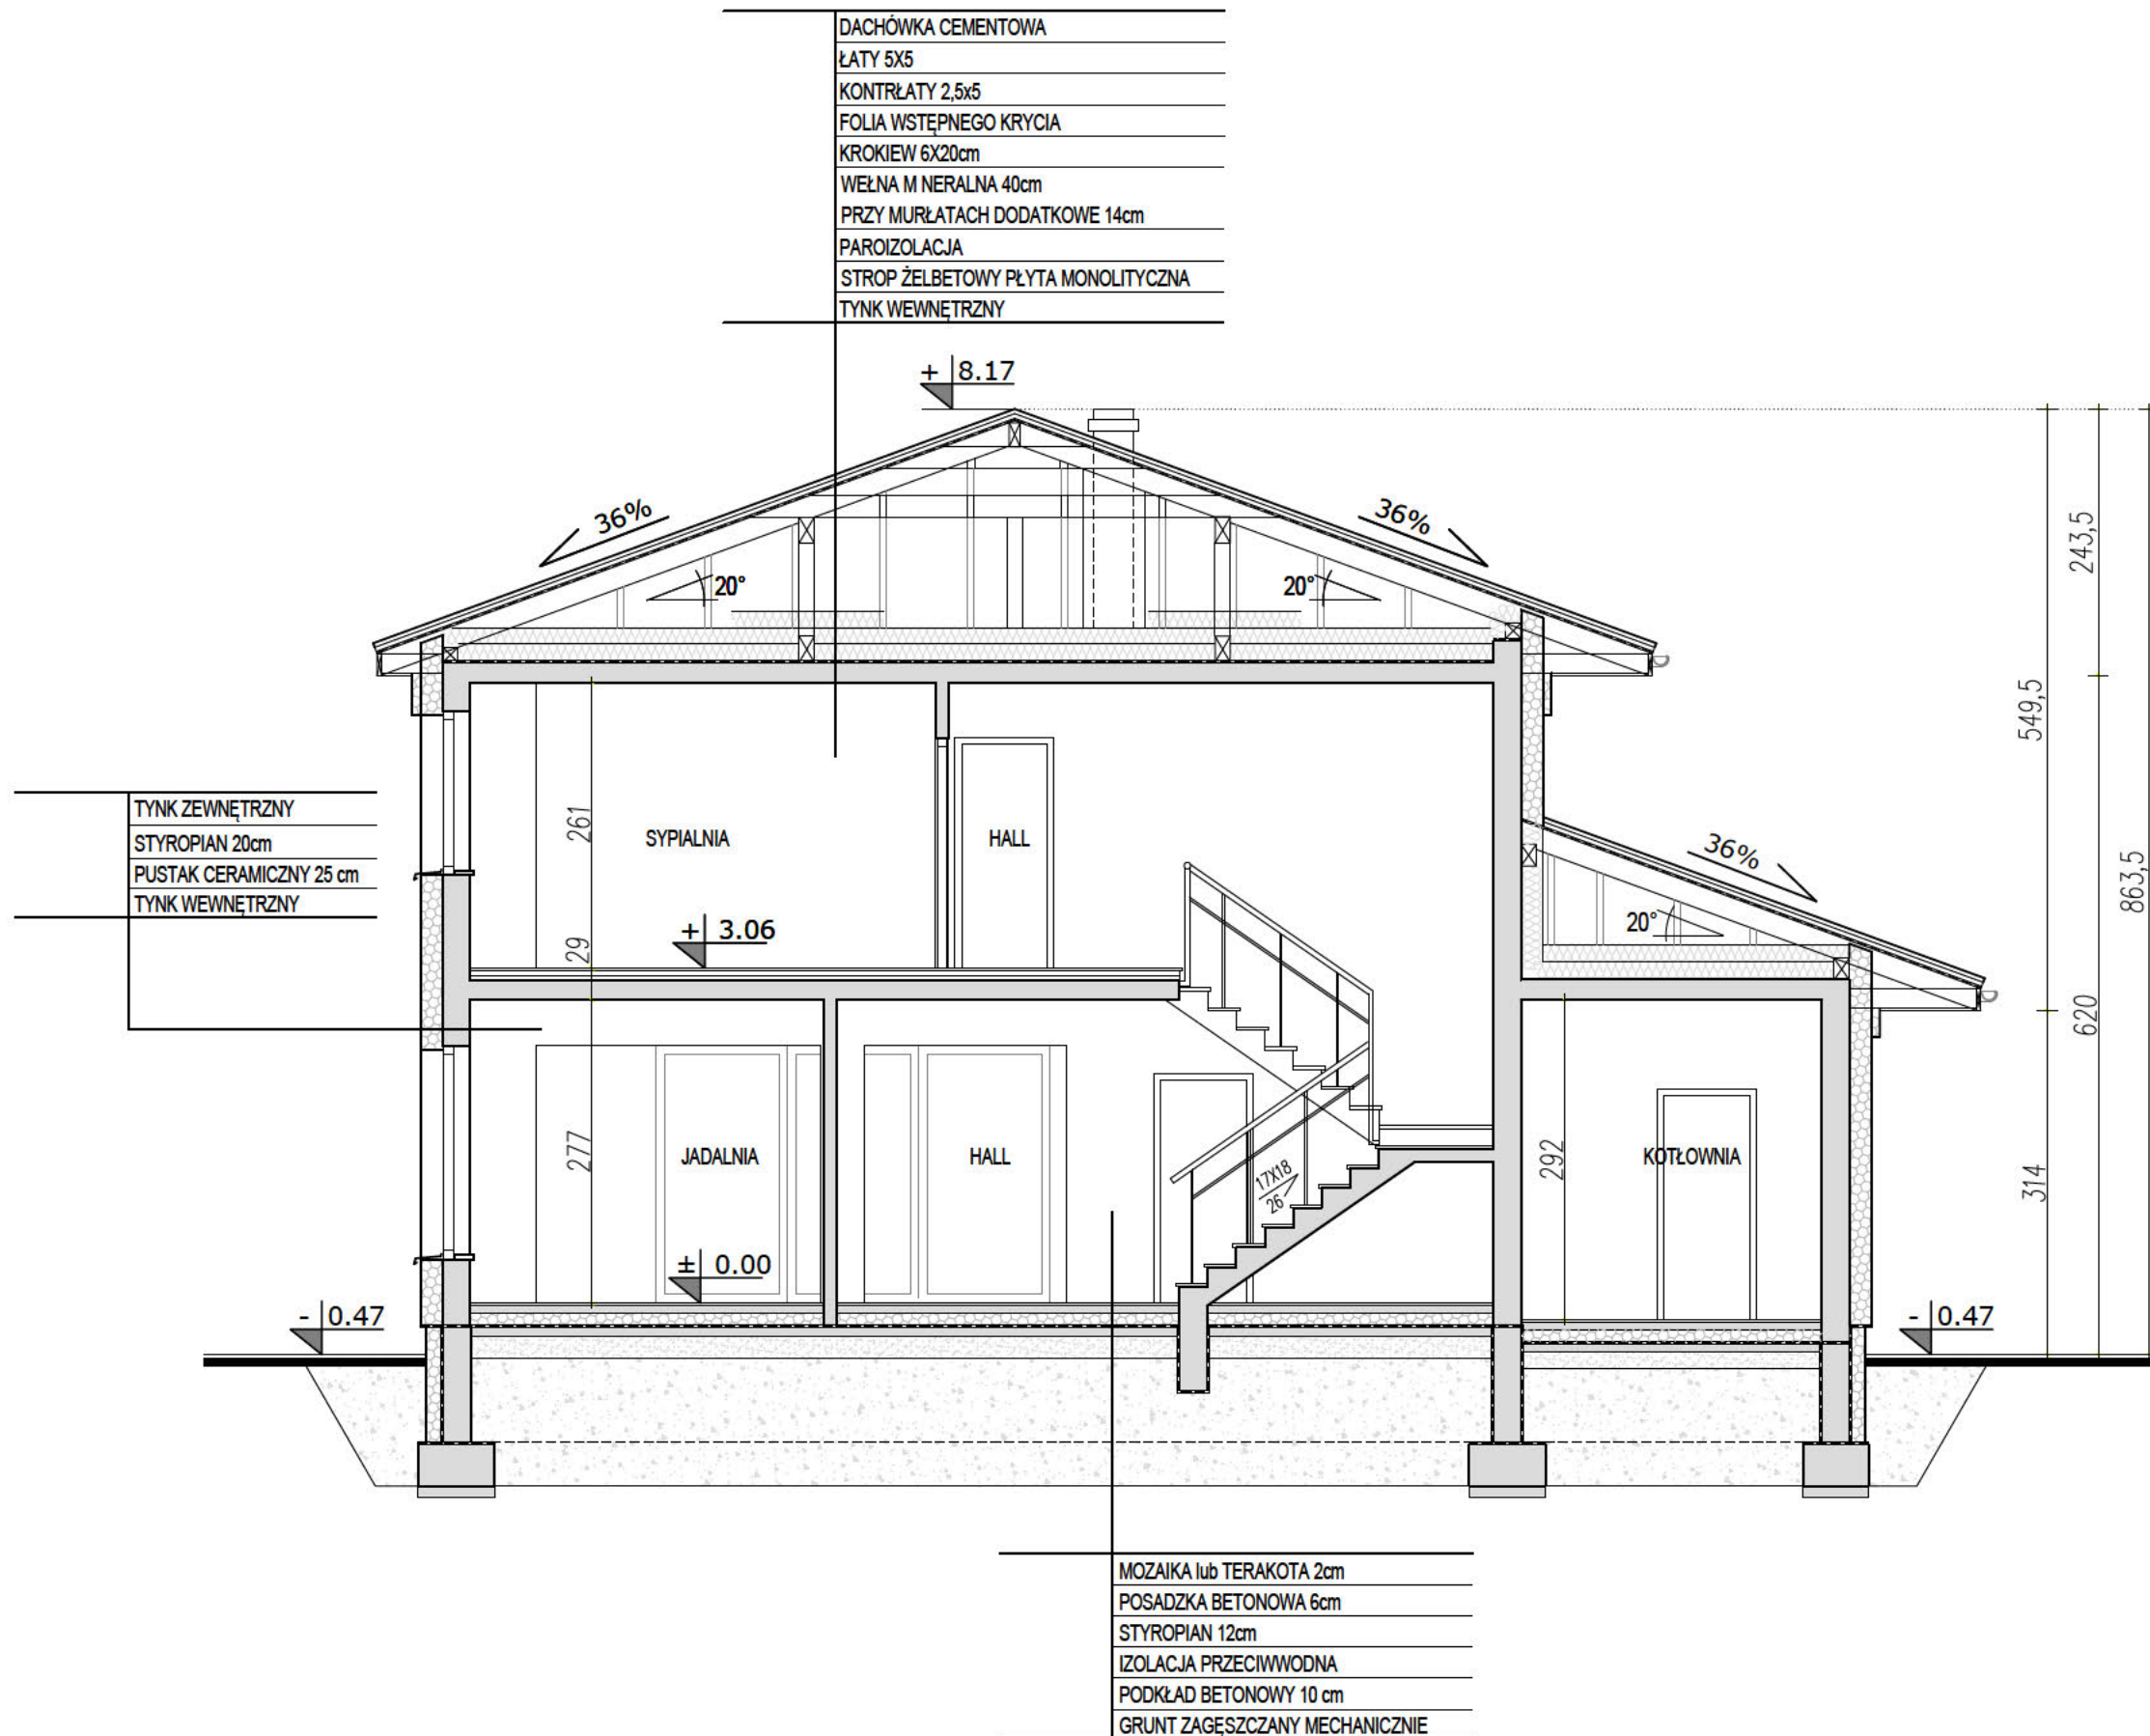 DACHÓWKA CEMENTOWA
ŁATY 5X5
KONTRŁATY 2,5x5
FOLIA WSTĘPNEGO KRYCIA
KROKIEW 6X20cm
WEŁNA M NERALNA 40cm
PRZY MURŁATACH DODATKOWE 14cm
PAROIZOLACJA
STROP ŻELBETOWY PŁYTA MONOLITYCZNA
TYNK WEWNĘTRZNY
+ 8.17
36%
36%
20°
20°
243,5
549,5
863,5
620
314
TYNK ZEWNĘTRZNY
STYROPIAN 20cm
PUSTAK CERAMICZNY 25 cm
TYNK WEWNĘTRZNY
261
SYPIALNIA
HALL
36%
20°
29
+ 3.06
277
JADALNIA
HALL
17X18
26
292
KOTŁOWNIA
± 0.00
- 0.47
- 0.47
MOZAIKA lub TERAKOTA 2cm
POSADZKA BETONOWA 6cm
STYROPIAN 12cm
IZOLACJA PRZECIWWODNA
PODKŁAD BETONOWY 10 cm
GRUNT ZAGĘSZCZANY MECHANICZNIE